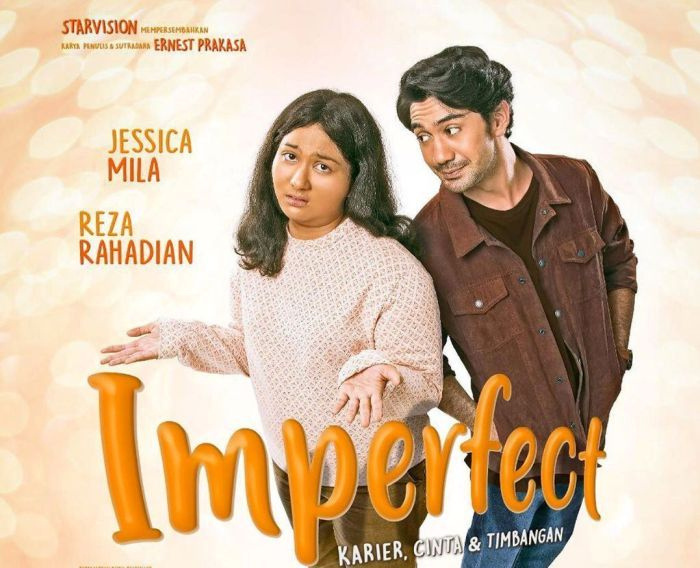 STARVISION MEMPERSEMBAHKAN
KARYA PENULIS & SUTRADARA ERNEST PRAKASA
JESSICA
MILA
REZA
RAHADIAN
Imperfect
KARIER, CINTA & TIMBANGAN